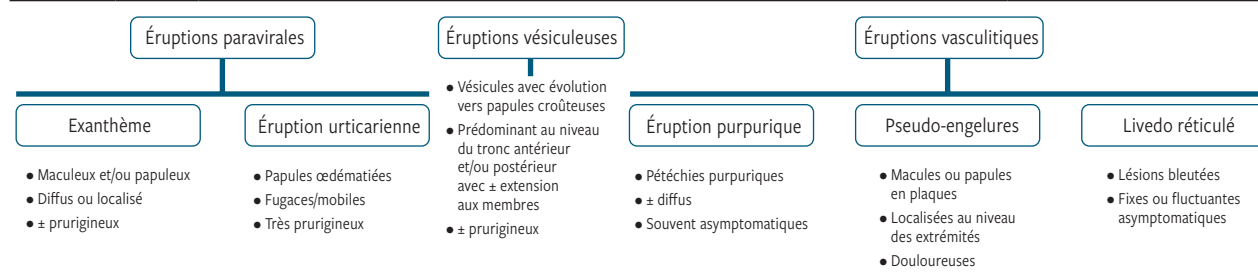 Éruptions paravirales
Exanthème
• Maculeux et/ou papuleux
• Diffus ou localisé
• ± prurigineux
Éruption urticarienne
• Papules œdématiées
• Fugaces/mobiles
• Très prurigineux
Éruptions vésiculeuses
• Vésicules avec évolution
vers papules croûteuses
• Prédominant au niveau
du tronc antérieur
et/ou postérieur
avec ± extension
aux membres
• ± prurigineux
Éruptions vasculitiques
Éruption purpurique
• Pétéchies purpuriques
• ± diffus
• Souvent asymptomatiques
Pseudo-engelures
• Macules ou papules
en plaques
• Localisées au niveau
des extrémités
• Douloureuses
Livedo réticulé
• Lésions bleutées
• Fixes ou fluctuantes
asymptomatiques